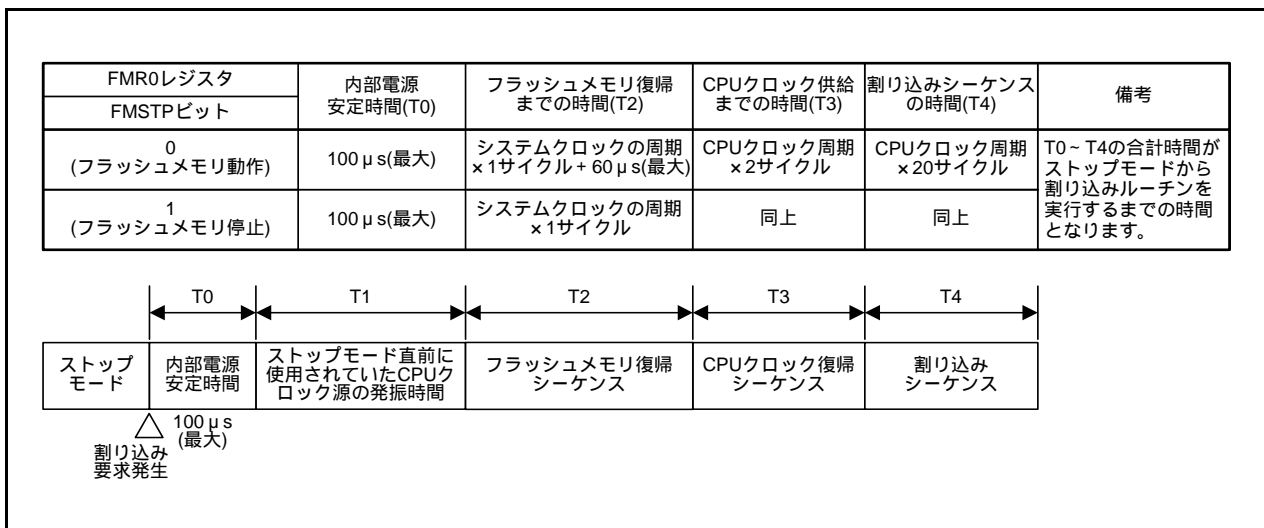 FMR0レジスタ
FMSTPビット
内部電源
安定時間(T0)
フラッシュメモリ復帰
までの時間(T2)
CPUクロック供給
までの時間(T3)
割り込みシーケンス
の時間(T4)
備考
0
(フラッシュメモリ動作)
100 μs(最大)
システムクロックの周期
×1サイクル + 60 μs(最大)
CPUクロック周期
×2サイクル
CPUクロック周期
×20サイクル
T0~T4の合計時間が
ストップモードから
割り込みルーチンを
実行するまでの時間
となります。
1
(フラッシュメモリ停止)
100 μs(最大)
システムクロックの周期
×1サイクル
同上
同上
T0
T1
T2
T3
T4
ストップ
モード
内部電源
安定時間
ストップモード直前に
使用されていたCPUク
ロック源の発振時間
フラッシュメモリ復帰
シーケンス
CPUクロック復帰
シーケンス
割り込み
シーケンス
100 μs
(最大)
割り込み
要求発生